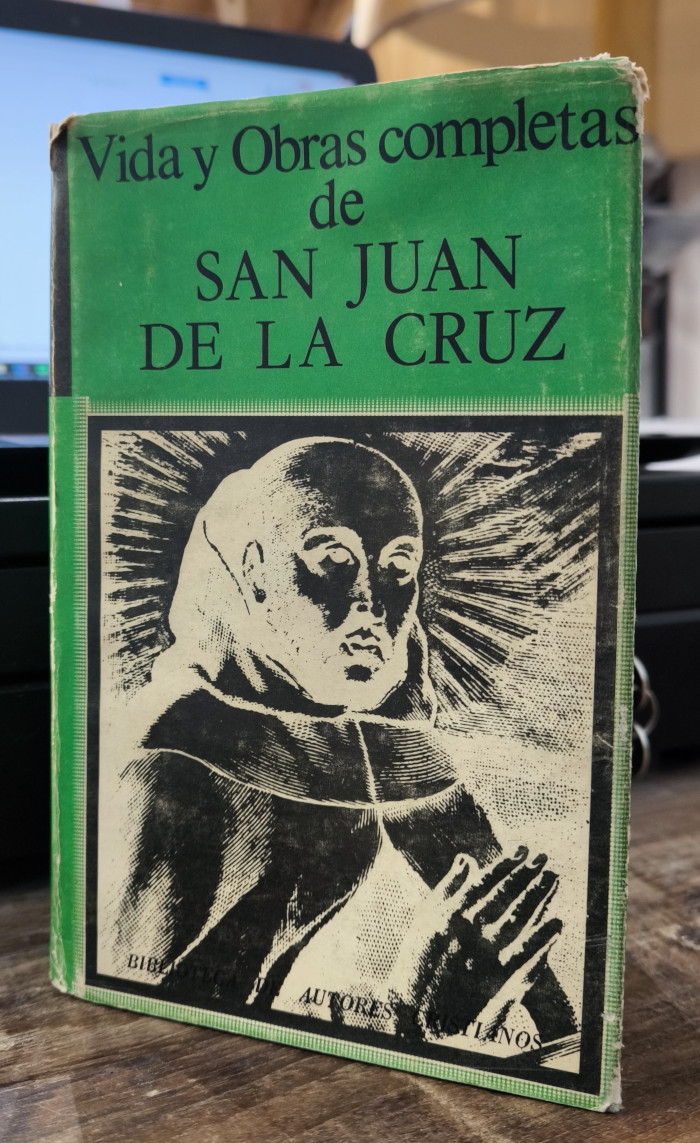 Vida y Obras completas
de
SAN JUAN
DE LA CRUZ
BIBLIOTECA DE AUTORES CRISTIANOS